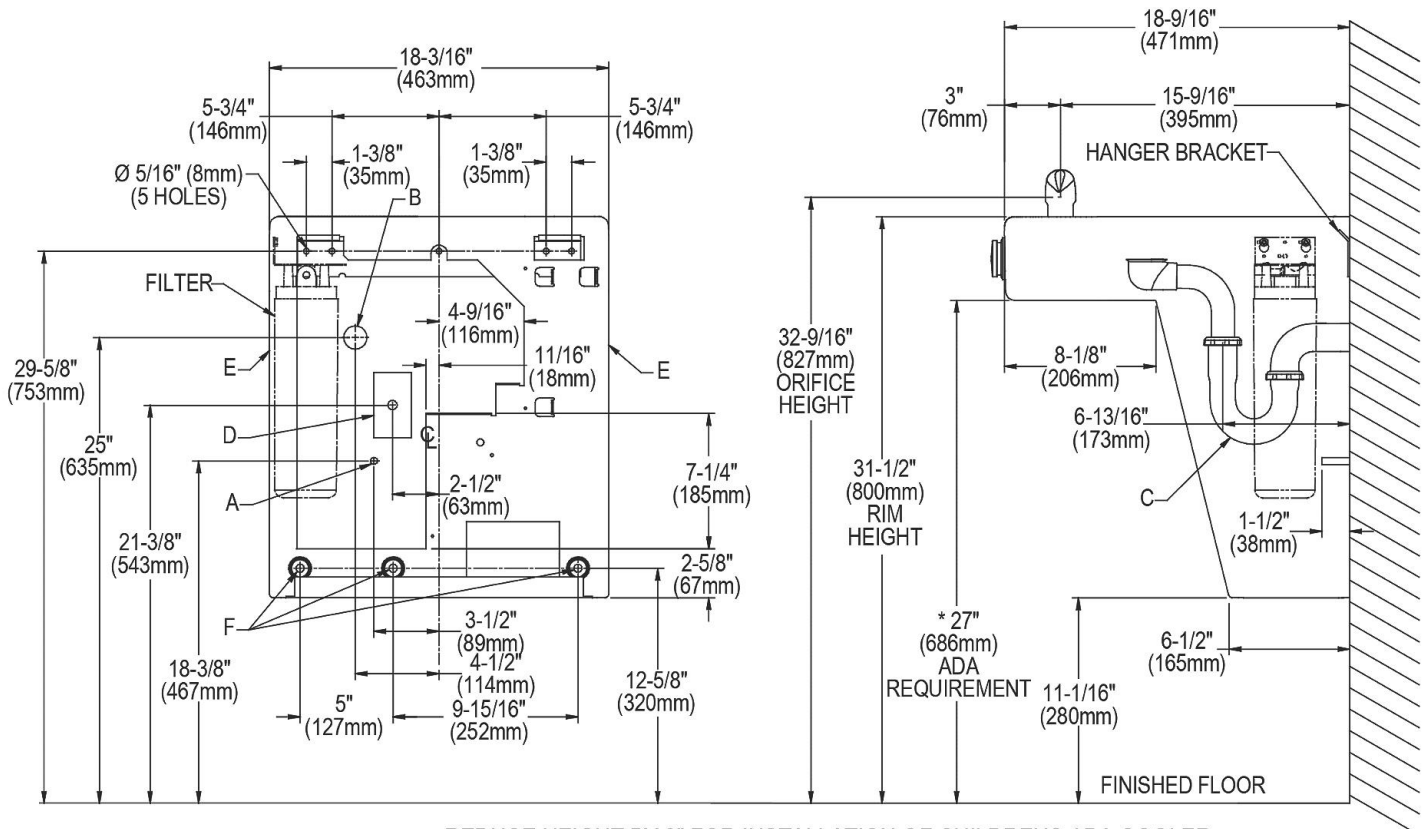 18-3/16"
(463mm)
5-3/4"
(146mm)
5-3/4"
(146mm)
1-3/8"
(35mm)
1-3/8"
(35mm)
Ø 5/16" (8mm)
(5 HOLES)
B
FILTER
4-9/16"
(116mm)
E
11/16"
(18mm)
E
29-5/8"
(753mm)
D
CL
25"
(635mm)
A
2-1/2"
(63mm)
7-1/4"
(185mm)
21-3/8"
(543mm)
2-5/8"
(67mm)
F
3-1/2"
(89mm)
18-3/8"
(467mm)
4-1/2"
(114mm)
12-5/8"
(320mm)
5"
(127mm)
9-15/16"
(252mm)
18-9/16"
(471mm)
3"
(76mm)
15-9/16"
(395mm)
HANGER BRACKET
32-9/16"
(827mm)
ORIFICE
HEIGHT
8-1/8"
(206mm)
6-13/16"
(173mm)
31-1/2"
(800mm)
RIM
HEIGHT
C
1-1/2"
(38mm)
* 27"
(686mm)
ADA
REQUIREMENT
6-1/2"
(165mm)
11-1/16"
(280mm)
FINISHED FLOOR